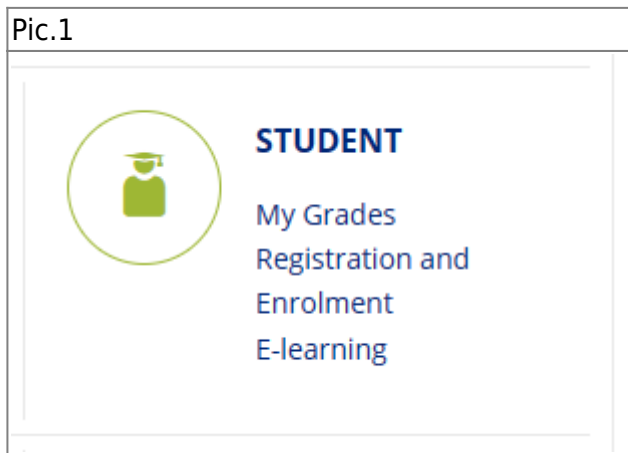 Pic.1
STUDENT
My Grades
Registration and
Enrolment
E-learning